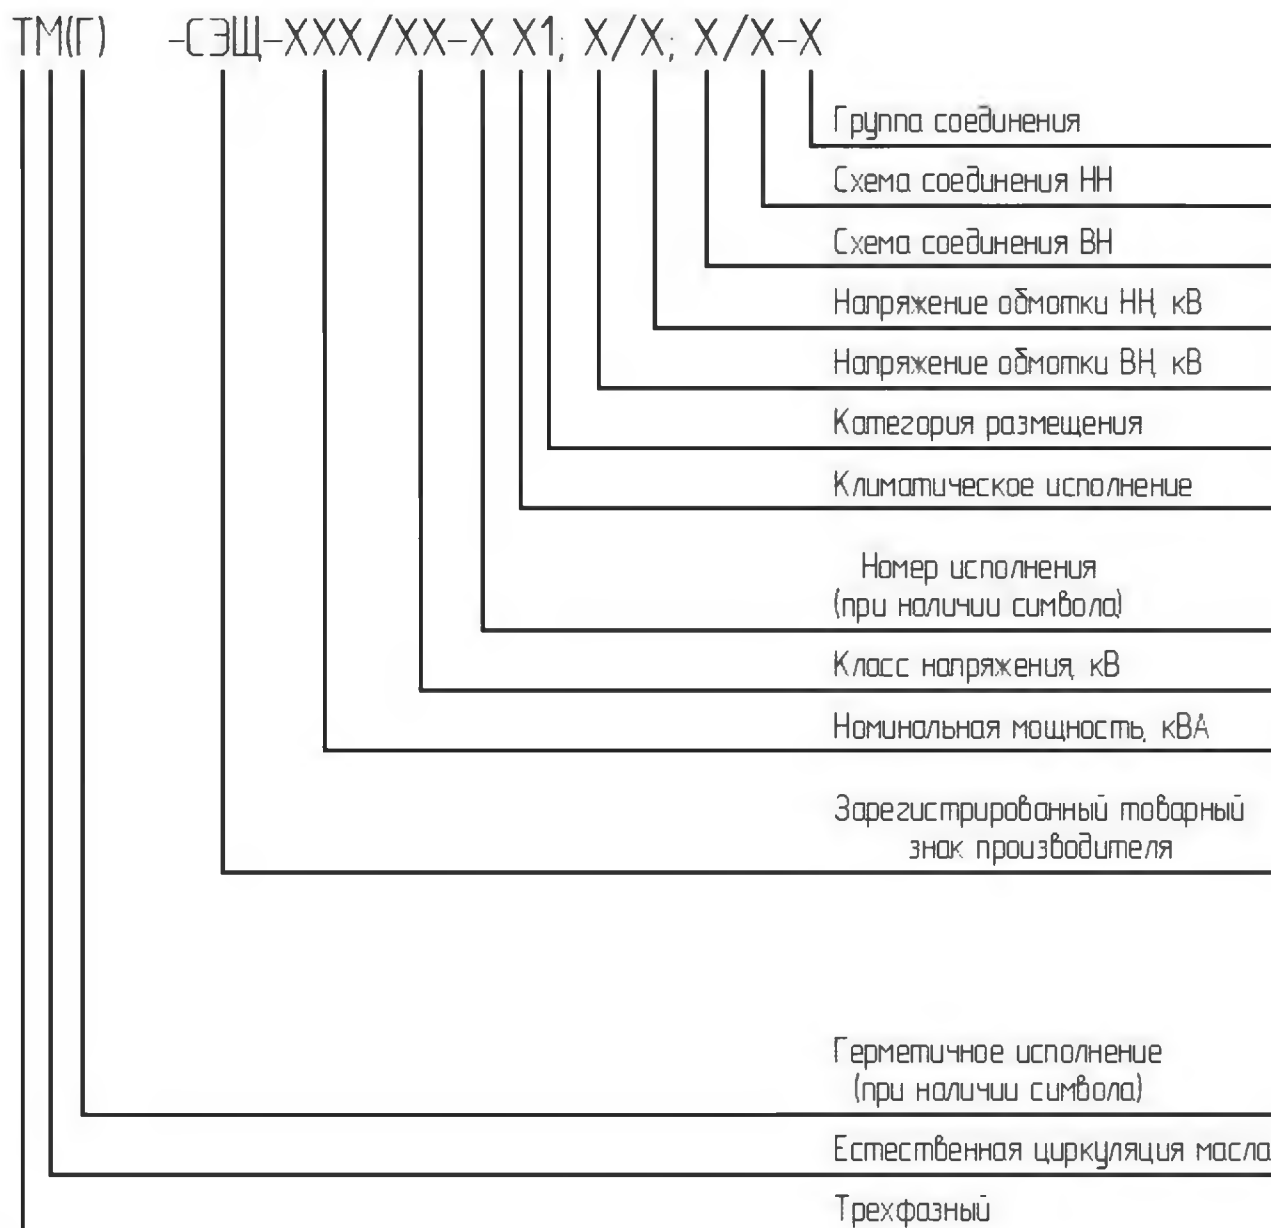 ТМ(Г) -СЭЩ-ХХХ/ХХ-Х Х1; Х/Х; Х/Х-Х
Группа соединения
Схема соединения НН
Схема соединения ВН
Напряжение обмотки НН, кВ
Напряжение обмотки ВН, кВ
Категория размещения
Климатическое исполнение
Номер исполнения
(при наличии символа)
Класс напряжения, кВ
Номинальная мощность, кВА
Зарегистрированный товарный
знак производителя
Герметичное исполнение
(при наличии символа)
Естественная циркуляция масла
Трехфазный